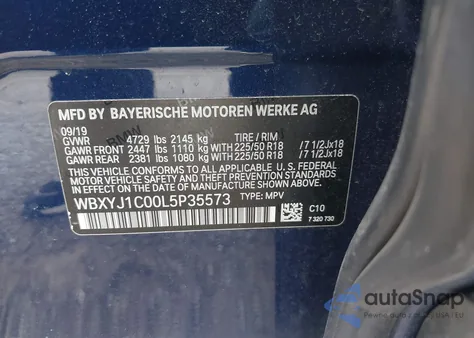 MFD BY BAYERISCHE MOTOREN WERKE AG
09/19
GVWR 4729 lbs 2145 kg TIRE / RIM
GAWR FRONT 2447 lbs 1110 kg WITH 225/50 R18 /7 1/2Jx18
GAWR REAR 2381 lbs 1080 kg WITH 225/50 R18 /7 1/2Jx18
THIS VEHICLE CONFORMS TO ALL APPLICABLE U.S. FEDERAL
MOTOR VEHICLE SAFETY, BUMPER, AND THEFT PREVENTION
STANDARDS IN EFFECT ON THE DATE OF MANUFACTURE SHOWN ABOVE.
WBXYJ1C00L5P35573 TYPE: MPV
C10
7 320 730
autoSnap